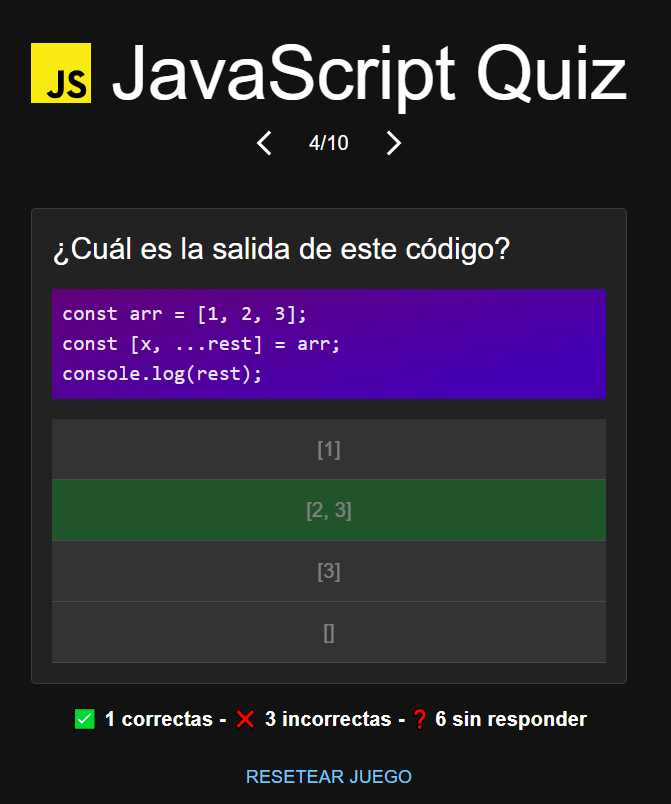 JS JavaScript Quiz
4/10
¿Cuál es la salida de este código?
const arr = [1, 2, 3];
const [x, ...rest] = arr;
console.log(rest);
[1]
[2, 3]
[3]
[]
✅ 1 correctas - ❌ 3 incorrectas - ❓ 6 sin responder
RESETEAR JUEGO